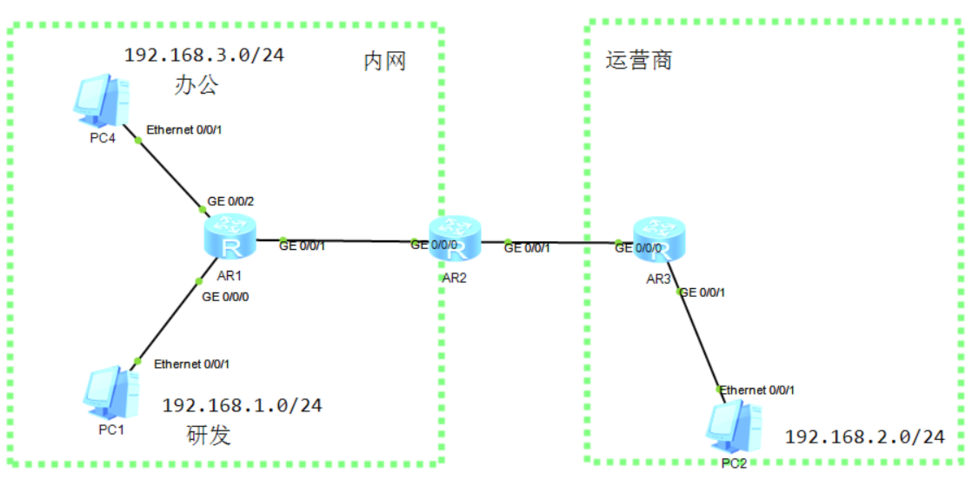 192.168.3.0/24
办公
内网
运营商
PC4
Ethernet 0/0/1
GE 0/0/2
R
GE 0/0/1
AR1
GE 0/0/0
GE 0/0/0
R
GE 0/0/1
AR2
GE 0/0/0
R
AR3
GE 0/0/1
Ethernet 0/0/1
PC1
192.168.1.0/24
研发
Ethernet 0/0/1
PC2
192.168.2.0/24